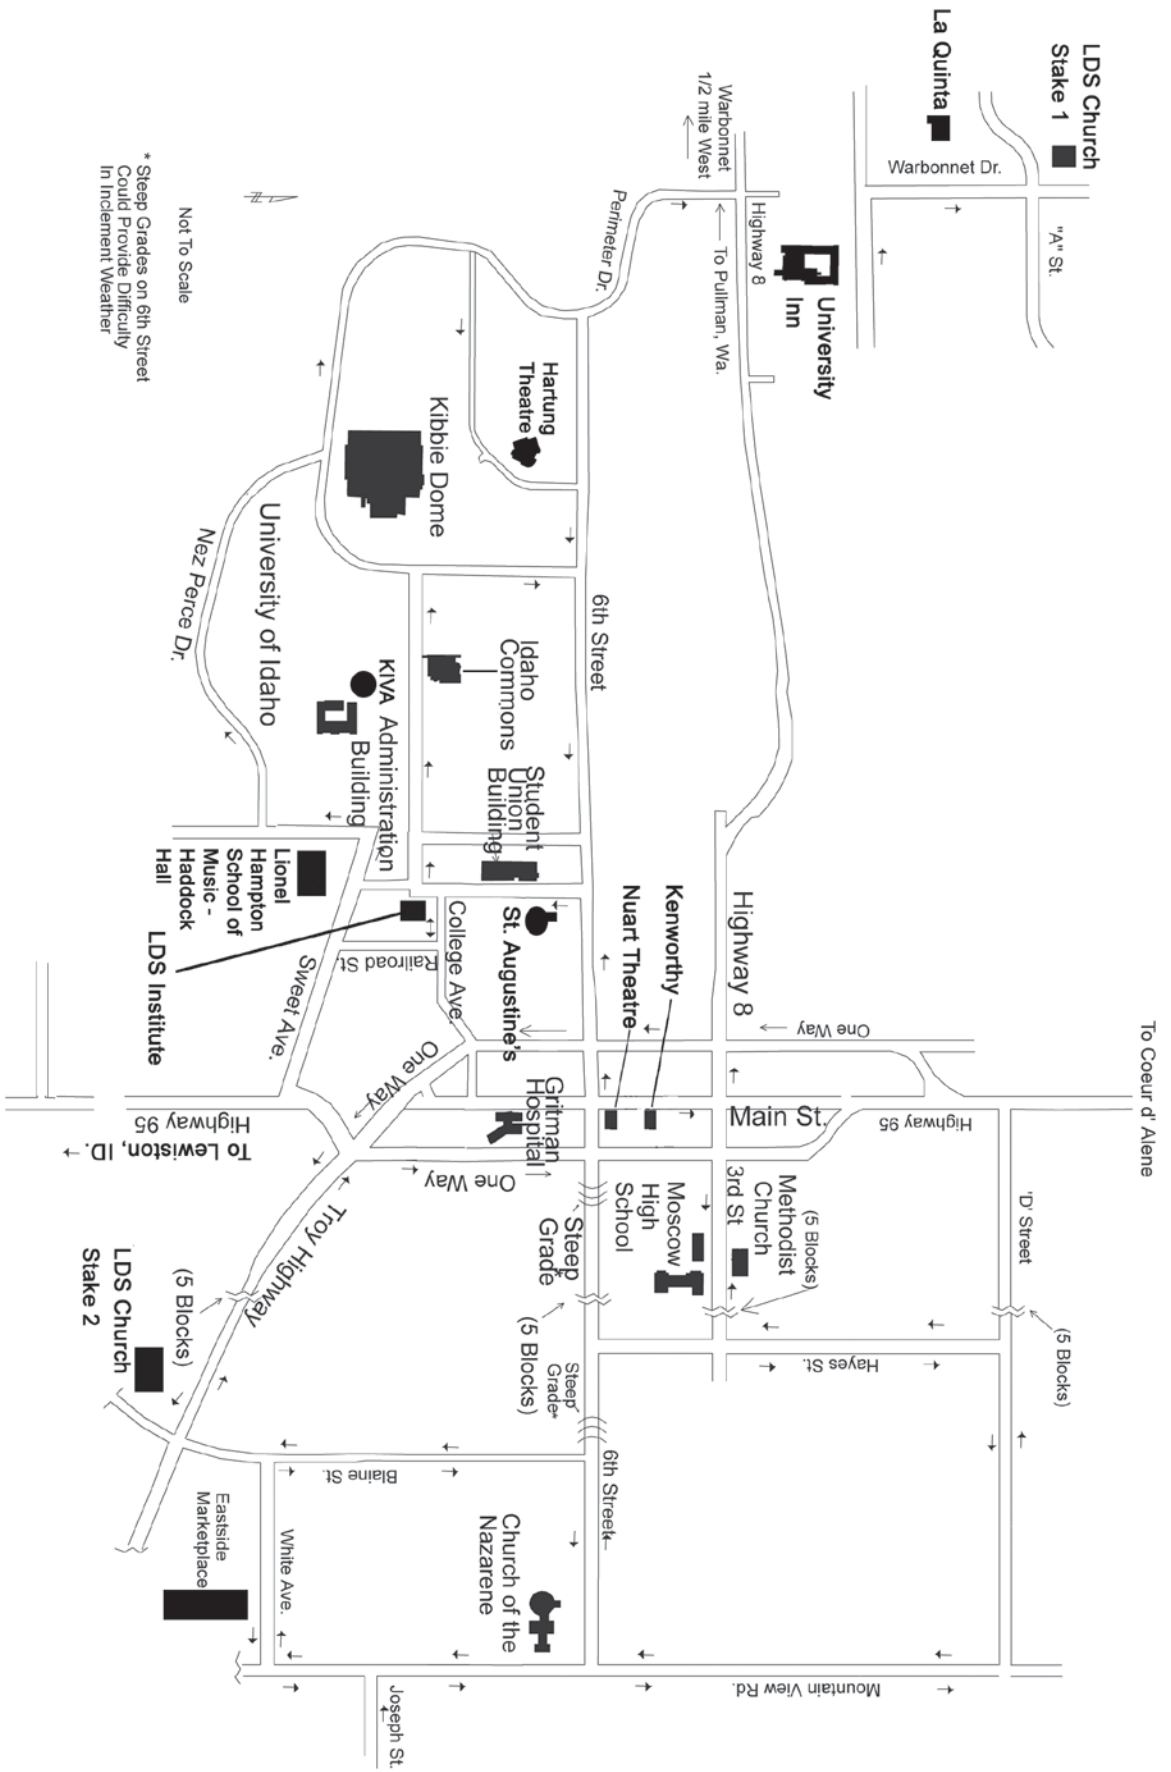 LDS Church
Stake 1
La Quinta
Warbonnet Dr.
"A" St.
Warbonnet
1/2 mile West
Highway 8
To Pullman, Wa.
University
Inn
Perimeter Dr.
Not To Scale
* Steep Grades on 6th Street
Could Provide Difficulty
In Inclement Weather
N
Hartung
Theatre
Kibbie Dome
6th Street
University of Idaho
Nez Perce Dr.
Idaho
Commons
KIVA
Administration
Building
Student
Union
Building
Lionel
Hampton
School of
Music -
Haddock
Hall
LDS Institute
St. Augustine's
College Ave.
Railroad St.
Sweet Ave.
Kenworthy
Nuart Theatre
Highway 8
One Way
One Way
To Coeur d' Alene
Highway 95
Main St.
Gritman
Hospital
Highway 95
To Lewiston, ID.
One Way
Troy Highway
3rd St
Methodist
Church
(5 Blocks)
Moscow
High
School
Steep
Grade*
(5 Blocks)
'D' Street
(5 Blocks)
Hayes St.
Steep
Grade*
6th Street
LDS Church
Stake 2
(5 Blocks)
Blaine St.
Eastside
Marketplace
White Ave.
Church of the
Nazarene
Mountain View Rd.
Joseph St.